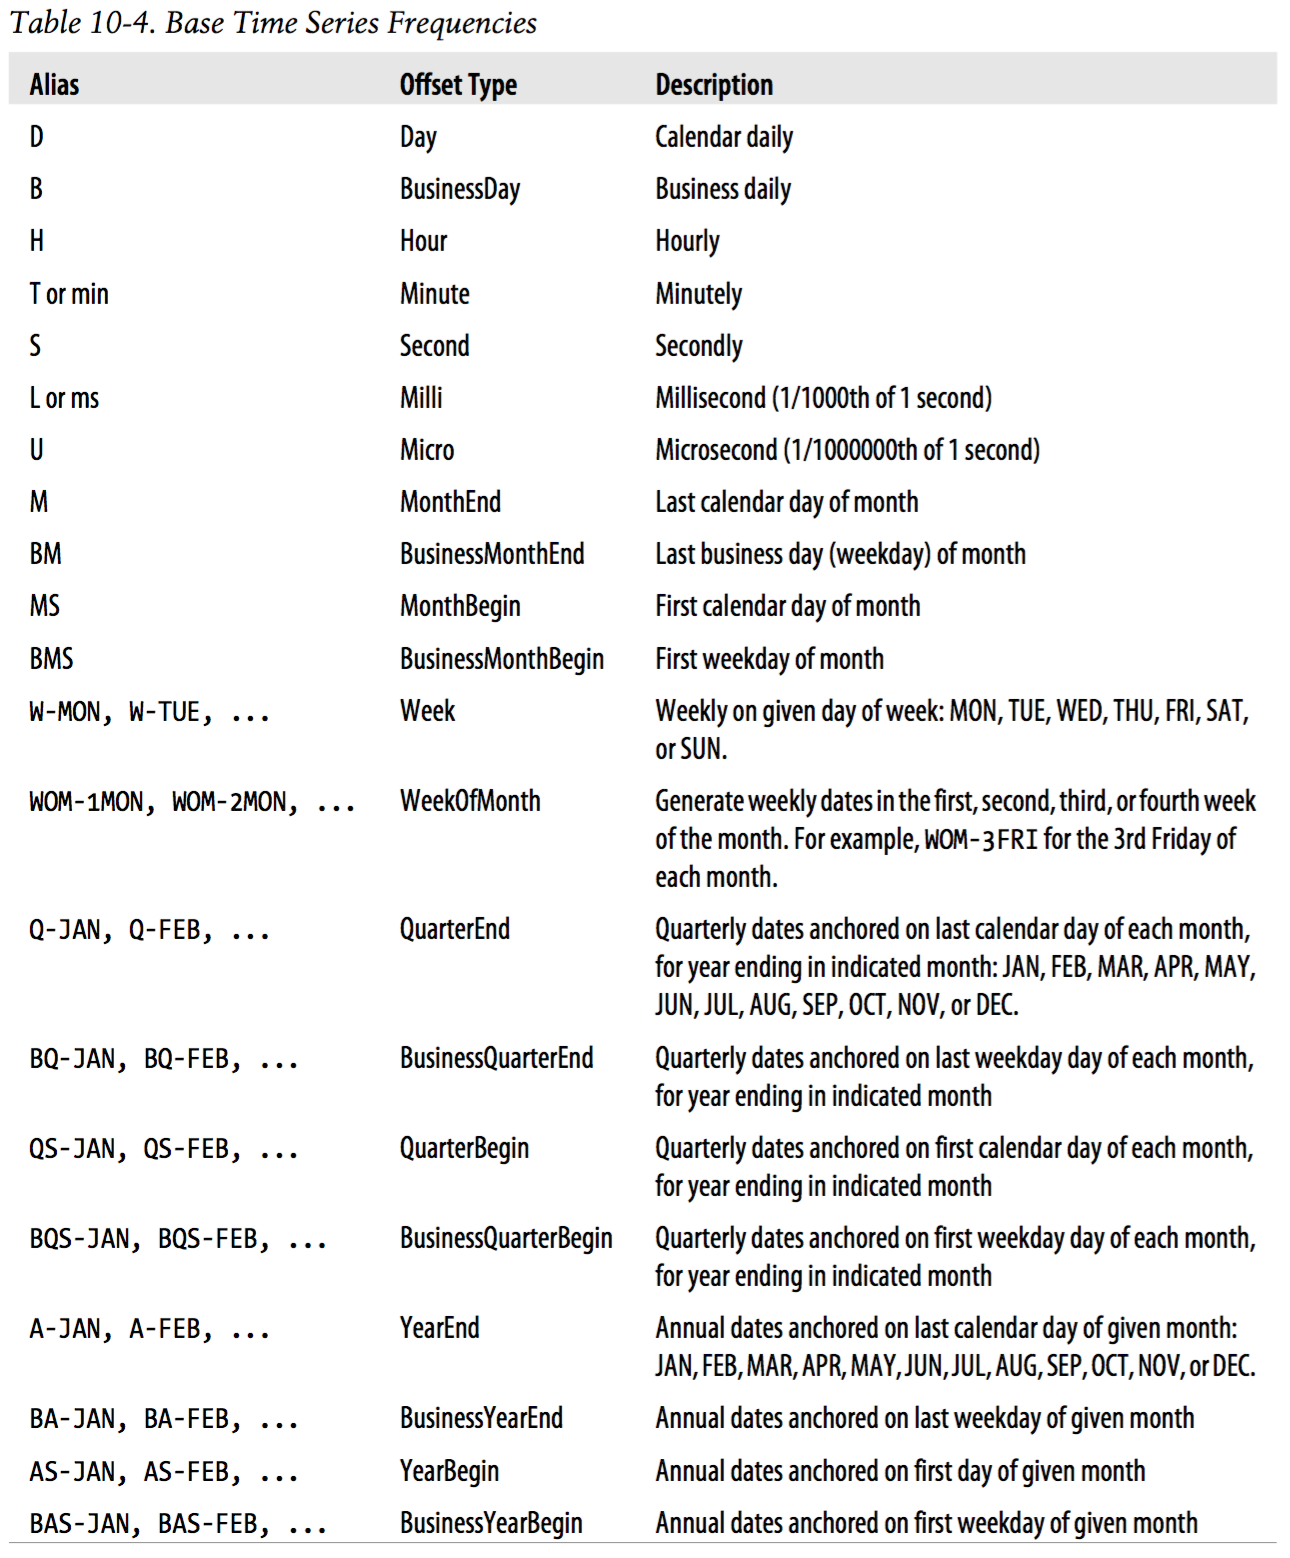 Table 10-4. Base Time Series Frequencies
Alias Offset Type Description
D Day Calendar daily
B BusinessDay Business daily
H Hour Hourly
T or min Minute Minutely
S Second Secondly
L or ms Milli Millisecond (1/1000th of 1 second)
U Micro Microsecond (1/1000000th of 1 second)
M MonthEnd Last calendar day of month
BM BusinessMonthEnd Last business day (weekday) of month
MS MonthBegin First calendar day of month
BMS BusinessMonthBegin First weekday of month
W-MON, W-TUE, ... Week Weekly on given day of week: MON, TUE, WED, THU, FRI, SAT,
or SUN.
WOM-1MON, WOM-2MON, ... WeekOfMonth Generate weekly dates in the first, second, third, or fourth week
of the month. For example, WOM-3FRI for the 3rd Friday of
each month.
Q-JAN, Q-FEB, ... QuarterEnd Quarterly dates anchored on last calendar day of each month,
for year ending in indicated month: JAN, FEB, MAR, APR, MAY,
JUN, JUL, AUG, SEP, OCT, NOV, or DEC.
BQ-JAN, BQ-FEB, ... BusinessQuarterEnd Quarterly dates anchored on last weekday day of each month,
for year ending in indicated month
QS-JAN, QS-FEB, ... QuarterBegin Quarterly dates anchored on first calendar day of each month,
for year ending in indicated month
BQS-JAN, BQS-FEB, ... BusinessQuarterBegin Quarterly dates anchored on first weekday day of each month,
for year ending in indicated month
A-JAN, A-FEB, ... YearEnd Annual dates anchored on last calendar day of given month:
JAN, FEB, MAR, APR, MAY, JUN, JUL, AUG, SEP, OCT, NOV, or DEC.
BA-JAN, BA-FEB, ... BusinessYearEnd Annual dates anchored on last weekday of given month
AS-JAN, AS-FEB, ... YearBegin Annual dates anchored on first day of given month
BAS-JAN, BAS-FEB, ... BusinessYearBegin Annual dates anchored on first weekday of given month